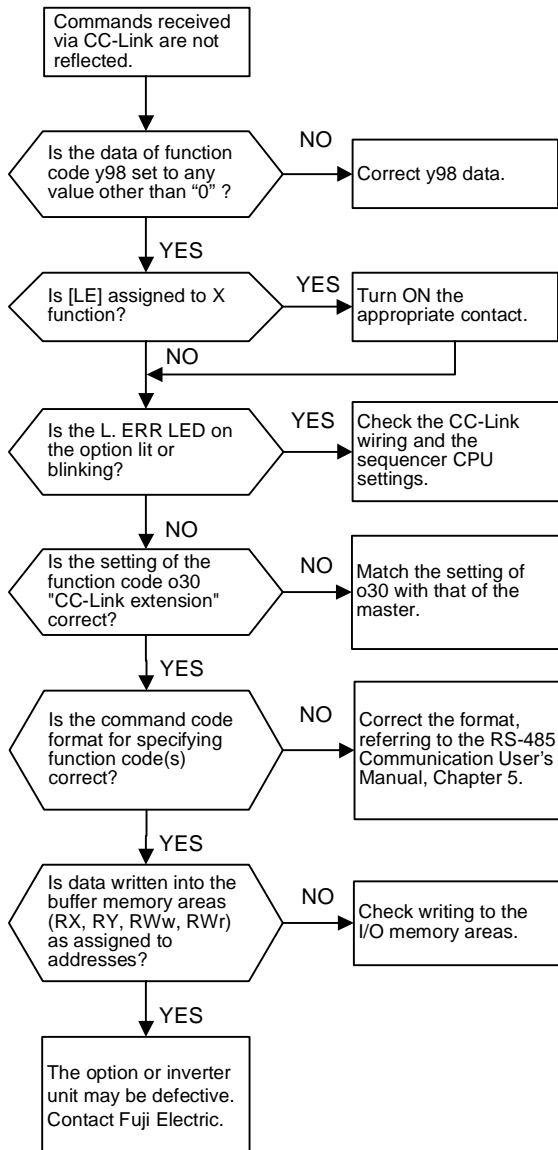 Commands received
via CC-Link are not
reflected.
Is the data of function
code y98 set to any
value other than “0” ?
NO
Correct y98 data.
YES
Is [LE] assigned to X
function?
YES
Turn ON the
appropriate contact.
NO
Is the L. ERR LED on
the option lit or
blinking?
YES
Check the CC-Link
wiring and the
sequencer CPU
settings.
NO
Is the setting of the
function code o30
"CC-Link extension"
correct?
NO
Match the setting of
o30 with that of the
master.
YES
Is the command code
format for specifying
function code(s)
correct?
NO
Correct the format,
referring to the RS-485
Communication User’s
Manual, Chapter 5.
YES
Is data written into the
buffer memory areas
(RX, RY, RWw, RWr)
as assigned to
addresses?
NO
Check writing to the
I/O memory areas.
YES
The option or inverter
unit may be defective.
Contact Fuji Electric.